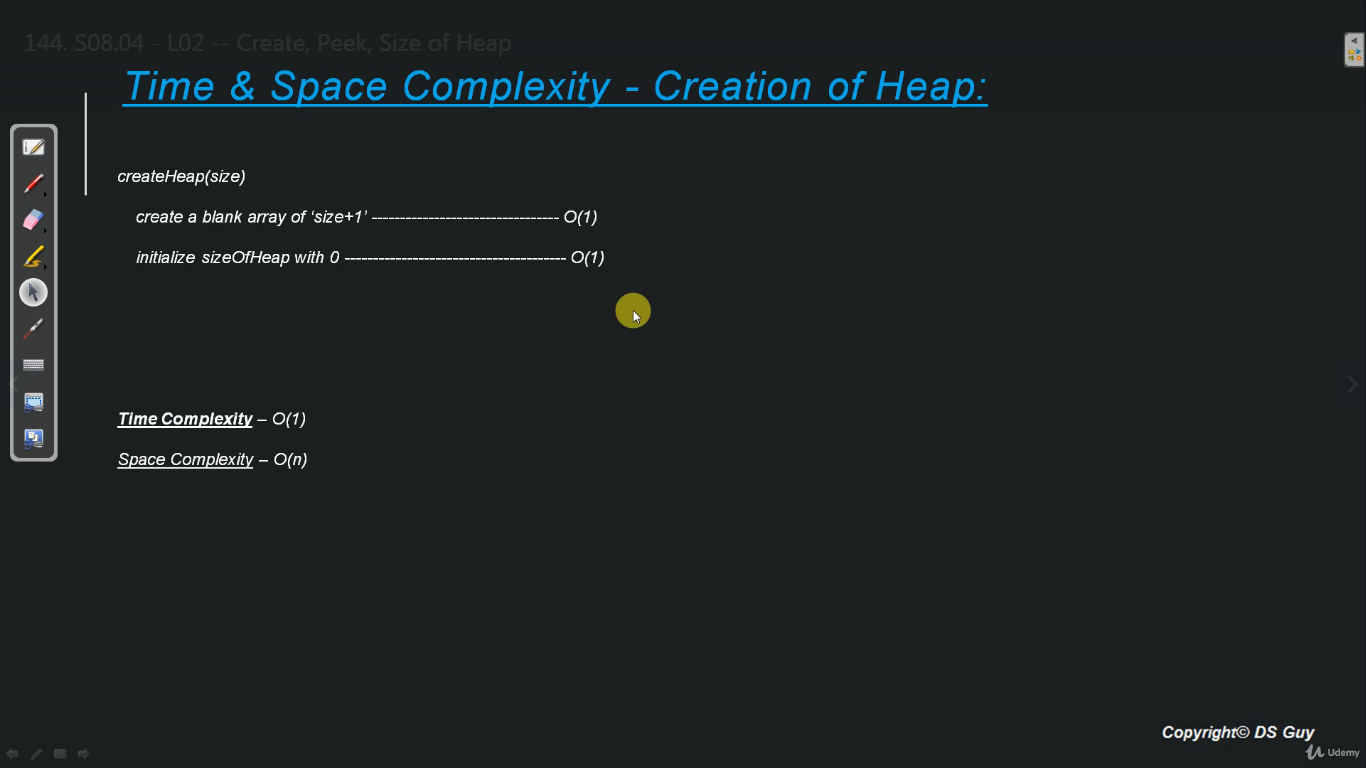 144. S08.04 - L02 -- Create, Peek, Size of Heap
Time & Space Complexity - Creation of Heap:
createHeap(size)
create a blank array of ‘size+1’ --------------------------------- O(1)
initialize sizeOfHeap with 0 --------------------------------------- O(1)
Time Complexity – O(1)
Space Complexity – O(n)
Copyright© DS Guy
Udemy